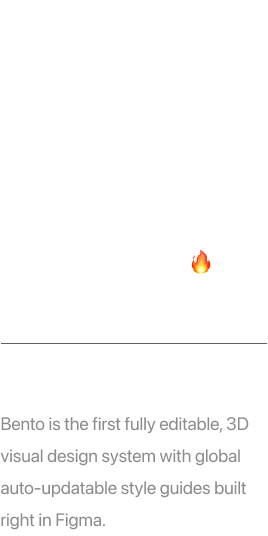 🔥
Bento is the first fully editable, 3D
visual design system with global
auto-updatable style guides built
right in Figma.